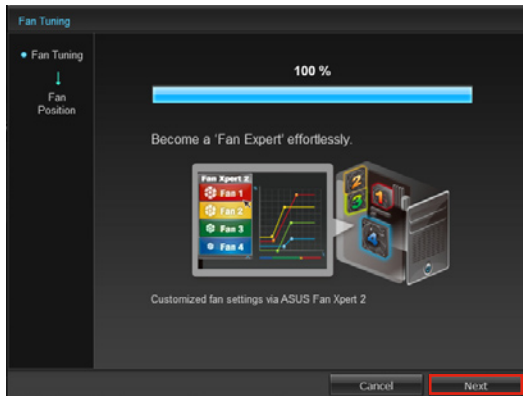 Fan Tuning
Fan Tuning
Fan
Position
100 %
Become a 'Fan Expert' effortlessly.
Fan Xpert 2
Fan 1
Fan 2
Fan 3
Fan 4
2
3
1
4
Customized fan settings via ASUS Fan Xpert 2
Cancel
Next